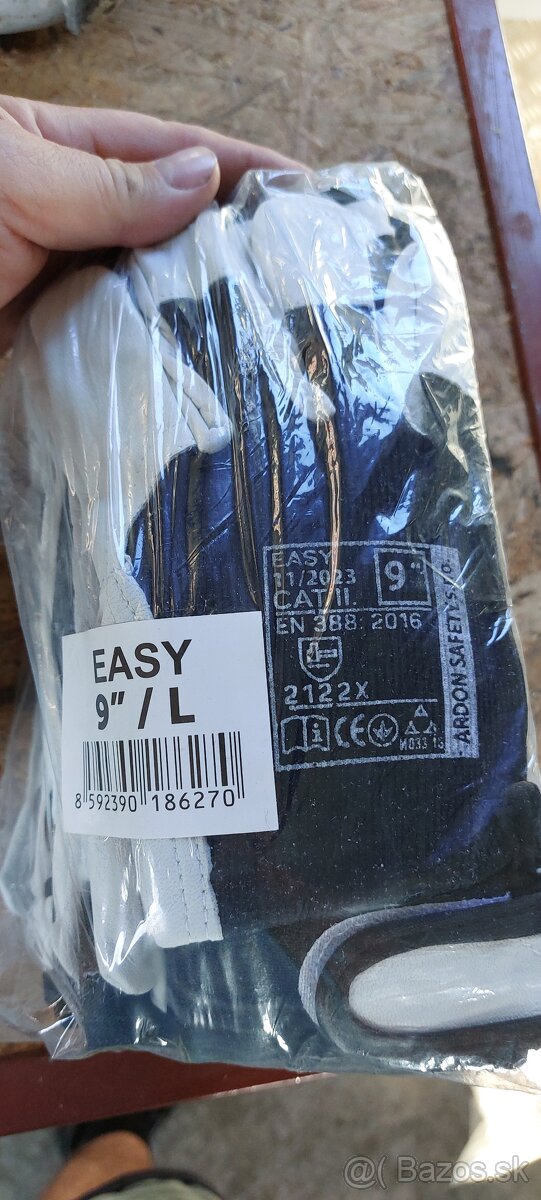 EASY
11/2023
CAT II.
9"
EN 388: 2016
2122X
i
CE
ARDON SAFETY S.
EASY
9" / L
8 592390 186270
@( Bazos.sk